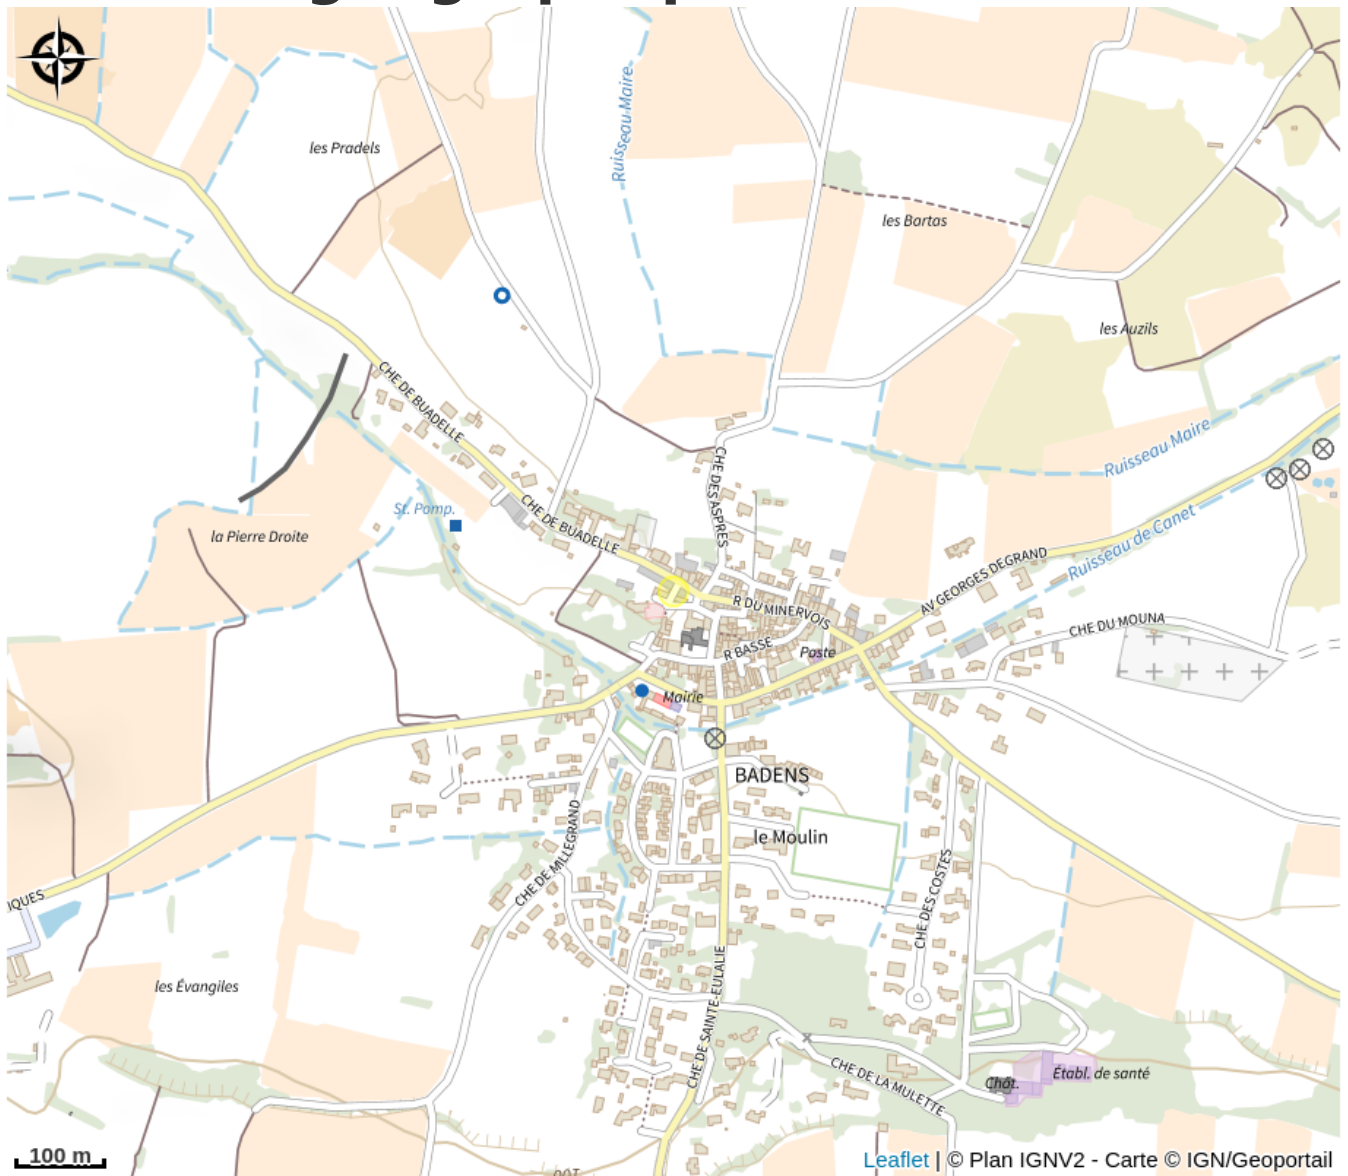 les Pradels
Ruisseau Maire
les Bartas
les Auzils
CHE DE BUADELLE
Ruisseau Maire
CHE DES ASPRES
St. Pomp.
la Pierre Droite
CHE DE BUADELLE
Ruisseau de Canet
AV GEORGES DEGRAND
R DU MINERVOIS
CHE DU MOUNA
R BASSE
Poste
Mairie
BADENS
le Moulin
CHE DE MILLEGRAND
IQUES
CHE DES COSTES
les Évangiles
CHE DE SAINTE-EULALIE
CHE DE LA MULETTE
Chât.
Établ. de santé
100 m
Leaflet | © Plan IGNV2 - Carte © IGN/Geoportail